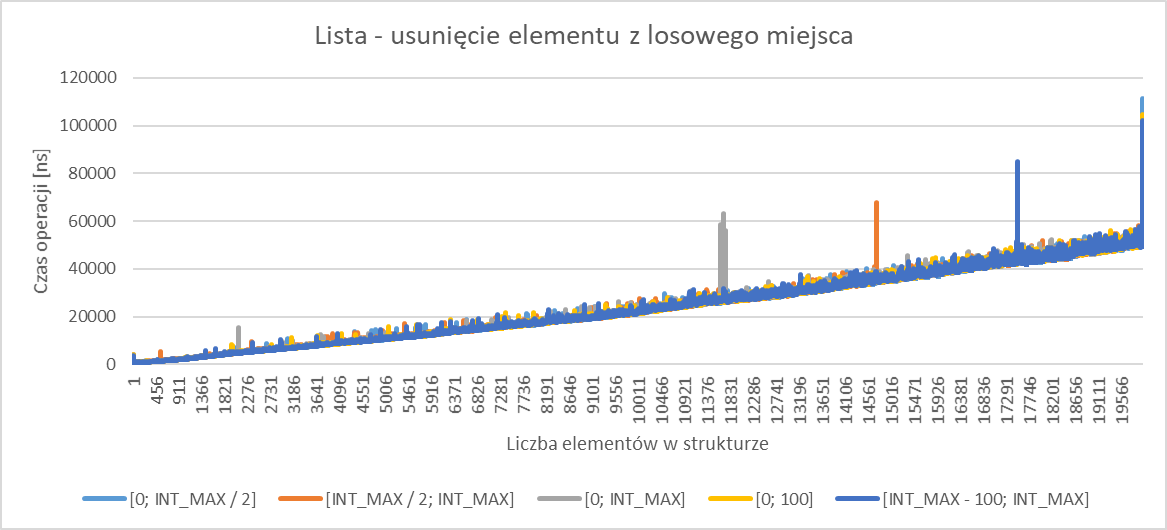 Lista - usunięcie elementu z losowego miejsca
120000
100000
80000
60000
40000
20000
0
Czas operacji [ns]
1 456 911 1366 1821 2276 2731 3186 3641 4096 4551 5006 5461 5916 6371 6826 7281 7736 8191 8646 9101 9556 10011 10466 10921 11376 11831 12286 12741 13196 13651 14106 14561 15016 15471 15926 16381 16836 17291 17746 18201 18656 19111 19566
Liczba elementów w strukturze
[0; INT_MAX / 2] [INT_MAX / 2; INT_MAX] [0; INT_MAX] [0; 100] [INT_MAX - 100; INT_MAX]